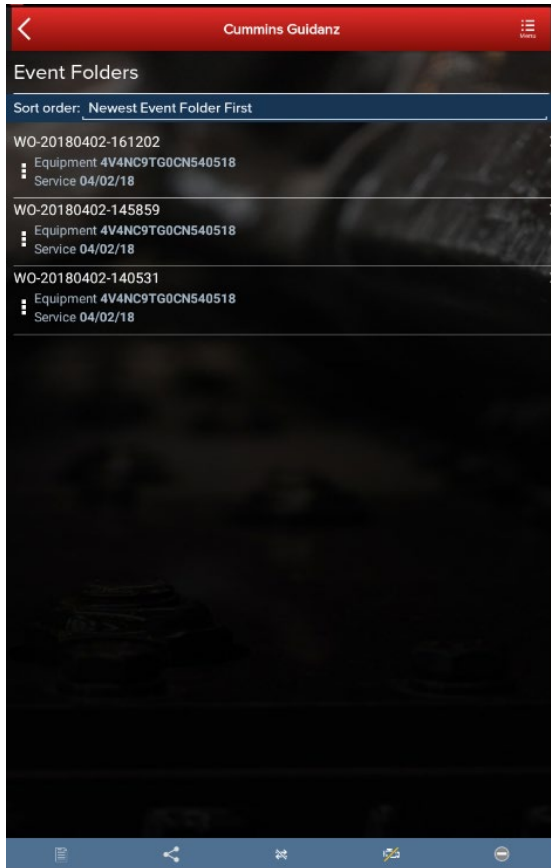 Cummins Guidanz
Menu
Event Folders
Sort order: Newest Event Folder First
WO-20180402-161202
Equipment 4V4NC9TG0CN540518
Service 04/02/18
WO-20180402-145859
Equipment 4V4NC9TG0CN540518
Service 04/02/18
WO-20180402-140531
Equipment 4V4NC9TG0CN540518
Service 04/02/18